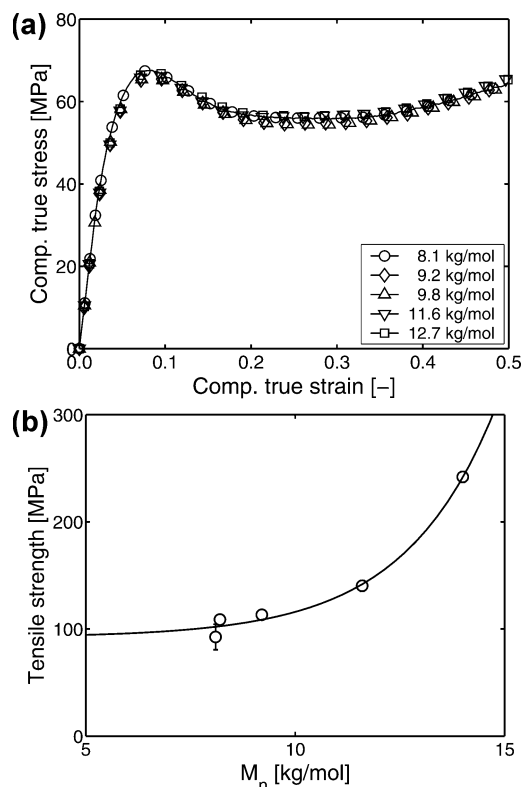 (a)
80
60
40
20
0
0.0 0.1 0.2 0.3 0.4 0.5
Comp. true stress [MPa]
Comp. true strain [–]
8.1 kg/mol
9.2 kg/mol
9.8 kg/mol
11.6 kg/mol
12.7 kg/mol
(b)
300
200
100
0
5 10 15
Tensile strength [MPa]
Mn [kg/mol]